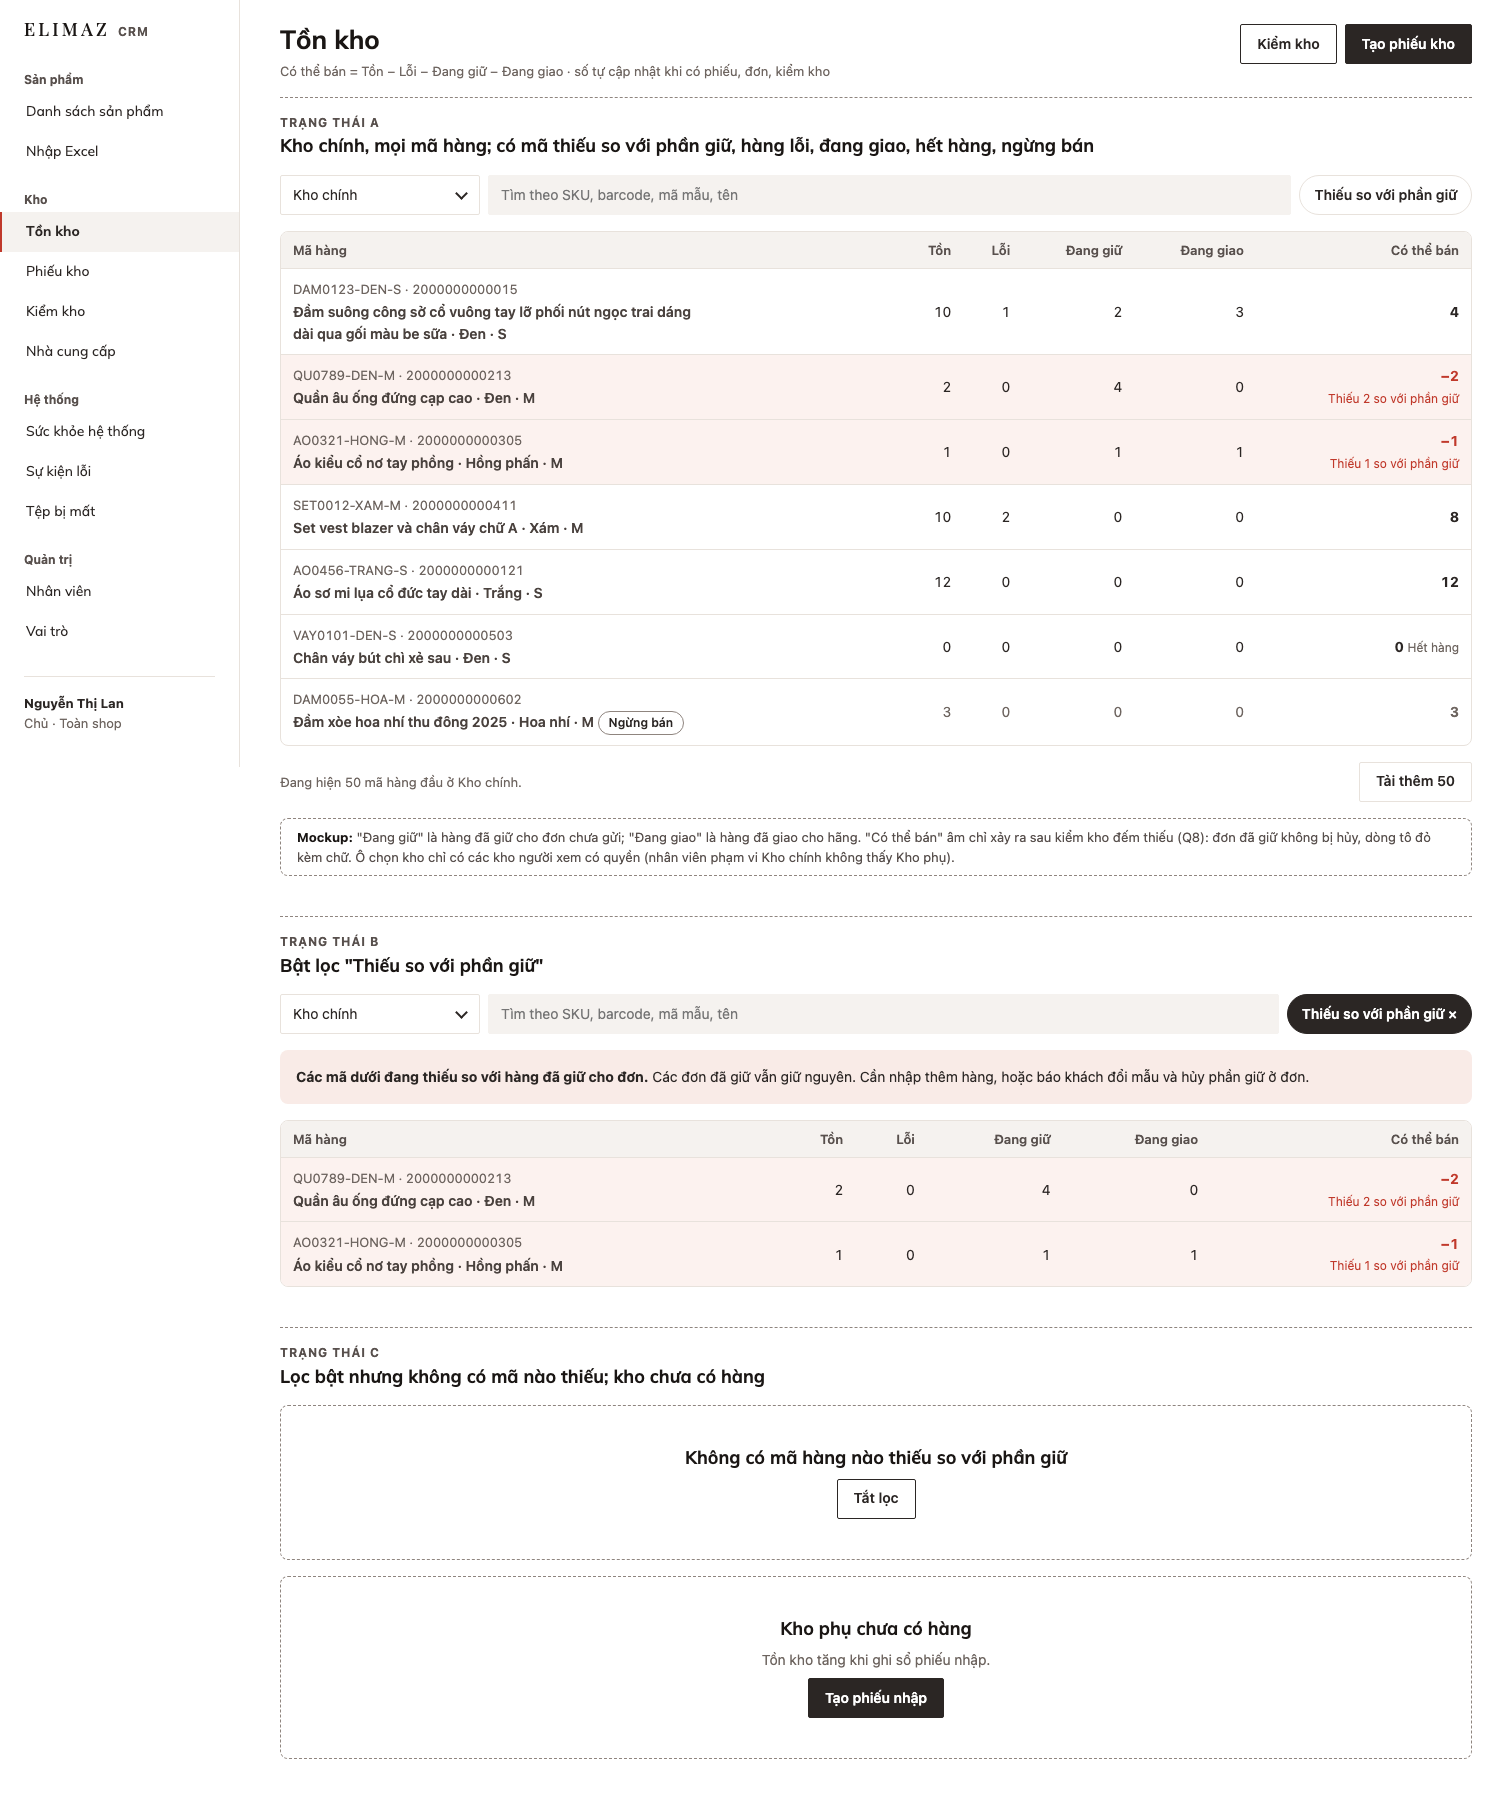 ELIMAZ CRM
Sản phẩm
Danh sách sản phẩm
Nhập Excel
Kho
Tồn kho
Phiếu kho
Kiểm kho
Nhà cung cấp
Hệ thống
Sức khỏe hệ thống
Sự kiện lỗi
Tệp bị mất
Quản trị
Nhân viên
Vai trò
Nguyễn Thị Lan
Chủ · Toàn shop
Tồn kho
Có thể bán = Tồn – Lỗi – Đang giữ – Đang giao · số tự cập nhật khi có phiếu, đơn, kiểm kho
Kiểm kho
Tạo phiếu kho
TRẠNG THÁI A
Kho chính, mọi mã hàng; có mã thiếu so với phần giữ, hàng lỗi, đang giao, hết hàng, ngừng bán
Kho chính
Tìm theo SKU, barcode, mã mẫu, tên
Thiếu so với phần giữ
Mã hàng Tồn Lỗi Đang giữ Đang giao Có thể bán
DAM0123-DEN-S · 2000000000015
Đầm suông công sở cổ vuông tay lỡ phối nút ngọc trai dáng
dài qua gối màu be sữa · Đen · S
10 1 2 3 4
QU0789-DEN-M · 2000000000213
Quần âu ống đứng cạp cao · Đen · M
2 0 4 0 –2
Thiếu 2 so với phần giữ
AO0321-HONG-M · 2000000000305
Áo kiểu cổ nơ tay phồng · Hồng phấn · M
1 0 1 1 –1
Thiếu 1 so với phần giữ
SET0012-XAM-M · 2000000000411
Set vest blazer và chân váy chữ A · Xám · M
10 2 0 0 8
AO0456-TRANG-S · 2000000000121
Áo sơ mi lụa cổ đức tay dài · Trắng · S
12 0 0 0 12
VAY0101-DEN-S · 2000000000503
Chân váy bút chì xẻ sau · Đen · S
0 0 0 0 0 Hết hàng
DAM0055-HOA-M · 2000000000602
Đầm xòe hoa nhí thu đông 2025 · Hoa nhí · M Ngừng bán
3 0 0 0 3
Đang hiện 50 mã hàng đầu ở Kho chính.
Tải thêm 50
Mockup: "Đang giữ" là hàng đã giữ cho đơn chưa gửi; "Đang giao" là hàng đã giao cho hãng. "Có thể bán" âm chỉ xảy ra sau kiểm kho đếm thiếu (Q8): đơn đã giữ không bị hủy, dòng tô đỏ
kèm chữ. Ô chọn kho chỉ có các kho người xem có quyền (nhân viên phạm vi Kho chính không thấy Kho phụ).
TRẠNG THÁI B
Bật lọc "Thiếu so với phần giữ"
Kho chính
Tìm theo SKU, barcode, mã mẫu, tên
Thiếu so với phần giữ ×
Các mã dưới đang thiếu so với hàng đã giữ cho đơn. Các đơn đã giữ vẫn giữ nguyên. Cần nhập thêm hàng, hoặc báo khách đổi mẫu và hủy phần giữ ở đơn.
Mã hàng Tồn Lỗi Đang giữ Đang giao Có thể bán
QU0789-DEN-M · 2000000000213
Quần âu ống đứng cạp cao · Đen · M
2 0 4 0 –2
Thiếu 2 so với phần giữ
AO0321-HONG-M · 2000000000305
Áo kiểu cổ nơ tay phồng · Hồng phấn · M
1 0 1 1 –1
Thiếu 1 so với phần giữ
TRẠNG THÁI C
Lọc bật nhưng không có mã nào thiếu; kho chưa có hàng
Không có mã hàng nào thiếu so với phần giữ
Tắt lọc
Kho phụ chưa có hàng
Tồn kho tăng khi ghi sổ phiếu nhập.
Tạo phiếu nhập